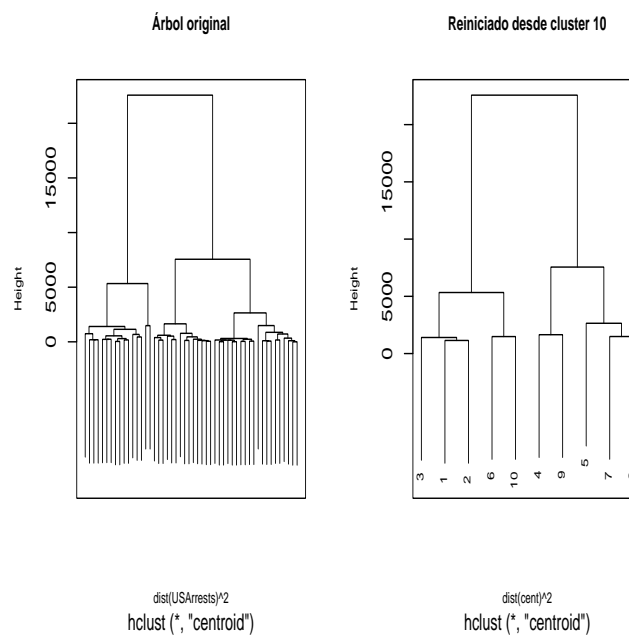 Árbol original
Height
0
5000
15000
dist(USArrests)^2
hclust (*, "centroid")
Reiniciado desde cluster 10
Height
0
5000
15000
3
1
2
6
10
4
9
5
7
dist(cent)^2
hclust (*, "centroid")